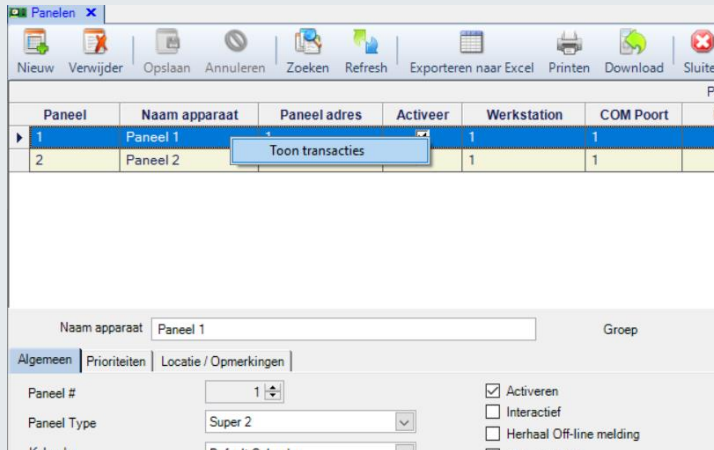 Panelen
Nieuw Verwijder Opslaan Annuleren Zoeken Refresh Exporteren naar Excel Printen Download Sluite
P
Paneel Naam apparaat Paneel adres Activeer Werkstation COM Poort
1 Paneel 1 1 1 1
Toon transacties
2 Paneel 2 1 1
Naam apparaat Paneel 1 Groep
Algemeen Prioriteiten Locatie / Opmerkingen
Paneel # 1 Activeren
Interactief
Paneel Type Super 2
Herhaal Off-line melding